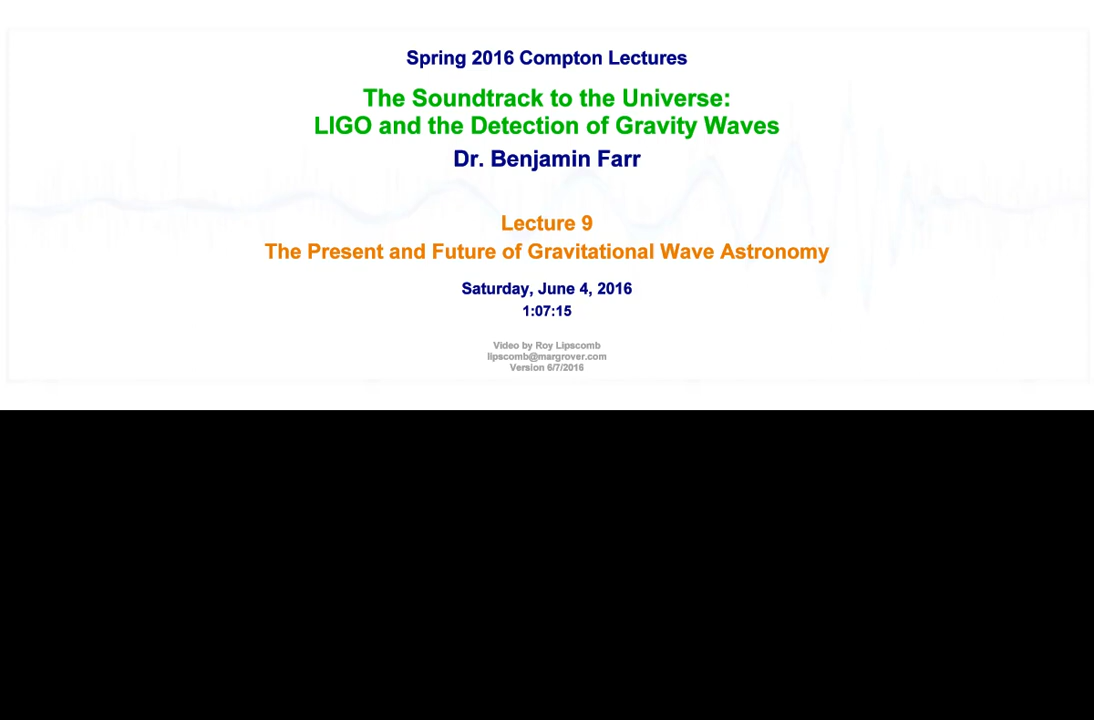 Spring 2016 Compton Lectures
The Soundtrack to the Universe:
LIGO and the Detection of Gravity Waves
Dr. Benjamin Farr
Lecture 9
The Present and Future of Gravitational Wave Astronomy
Saturday, June 4, 2016
1:07:15
Video by Roy Lipscomb
lipscomb@margrover.com
Version 6/7/2016